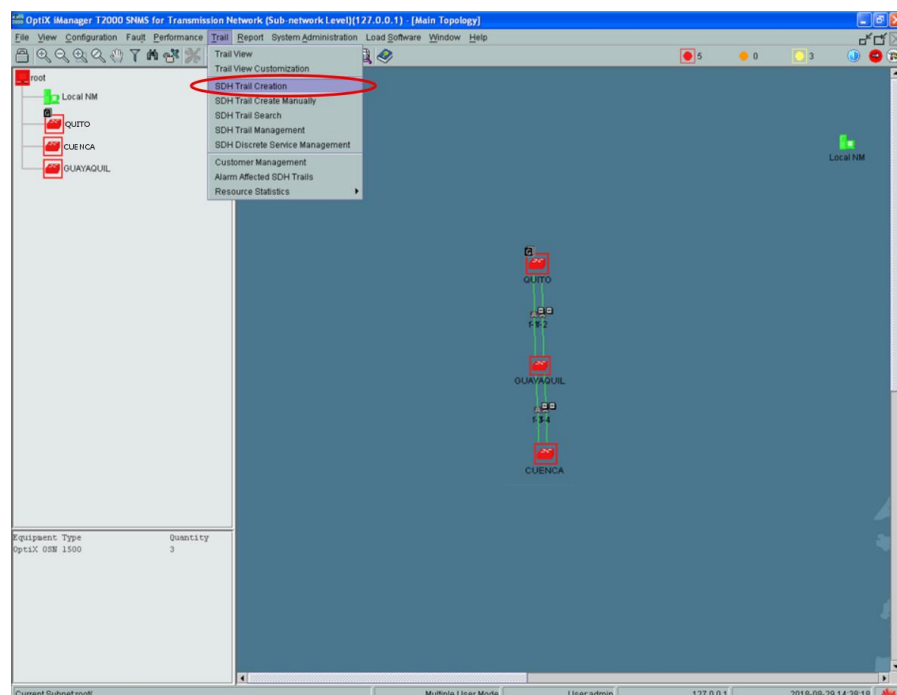 OptiX iManager T2000 SNMS for Transmission Network (Sub-network Level)(127.0.0.1) - [Main Topology]
File View Configuration Fault Performance Trail Report System Administration Load Software Window Help
5 0 3
Trail View
Trail View Customization
SDH Trail Creation
SDH Trail Create Manually
SDH Trail Search
SDH Trail Management
SDH Discrete Service Management
Customer Management
Alarm Affected SDH Trails
Resource Statistics
root
Local NM
G
QUITO
CUENCA
GUAYAQUIL
Local NM
G
QUITO
GUAYAQUIL
CUENCA
Equipment Type Quantity
OptiX OSN 1500 3
Current Subnet:root/ Multiple User Mode User:admin 127.0.0.1 2018-09-29 14:38:18